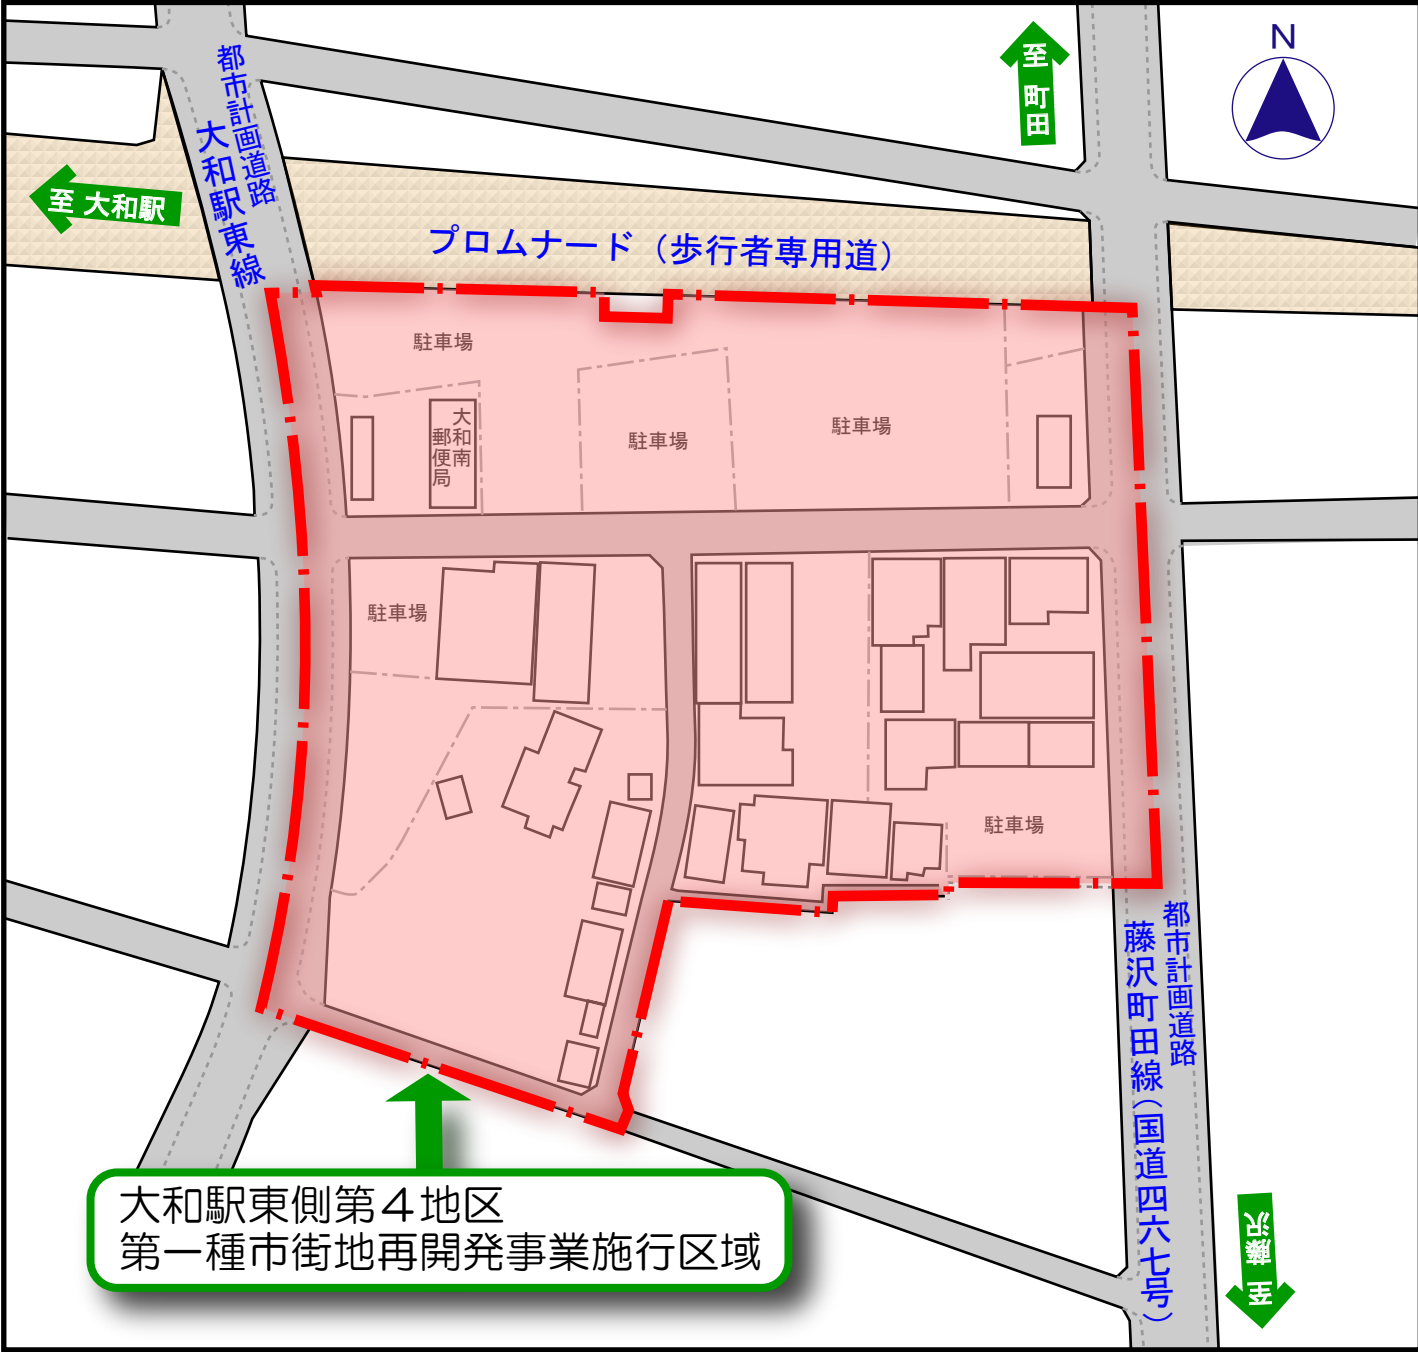 都市計画道路
大和駅東線
至 町田
N
至 大和駅
プロムナード（歩行者専用道）
駐車場
大和南
郵便局
駐車場
駐車場
駐車場
駐車場
都市計画道路
藤沢町田線（国道四六七号）
大和駅東側第４地区
第一種市街地再開発事業施行区域
至 藤沢